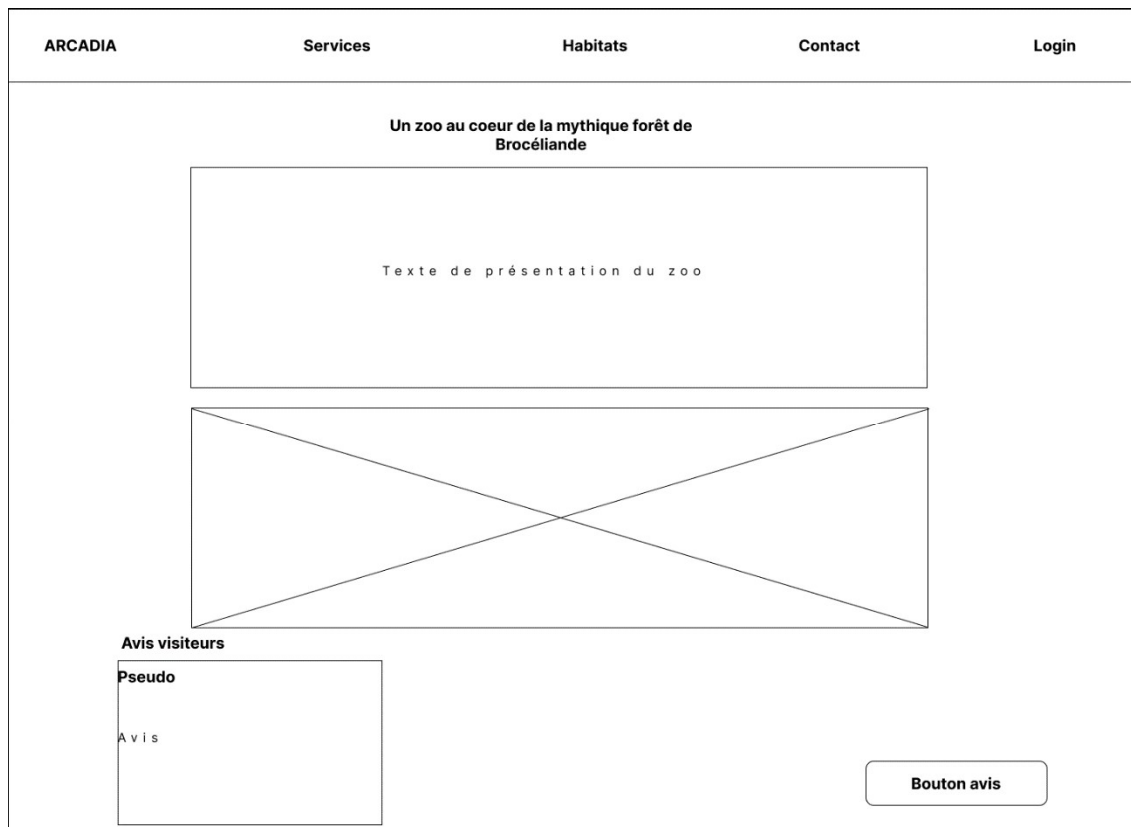 ARCADIA Services Habitats Contact Login
Un zoo au coeur de la mythique forêt de
Brocéliande
Texte de présentation du zoo
Avis visiteurs
Pseudo
Avis
Bouton avis